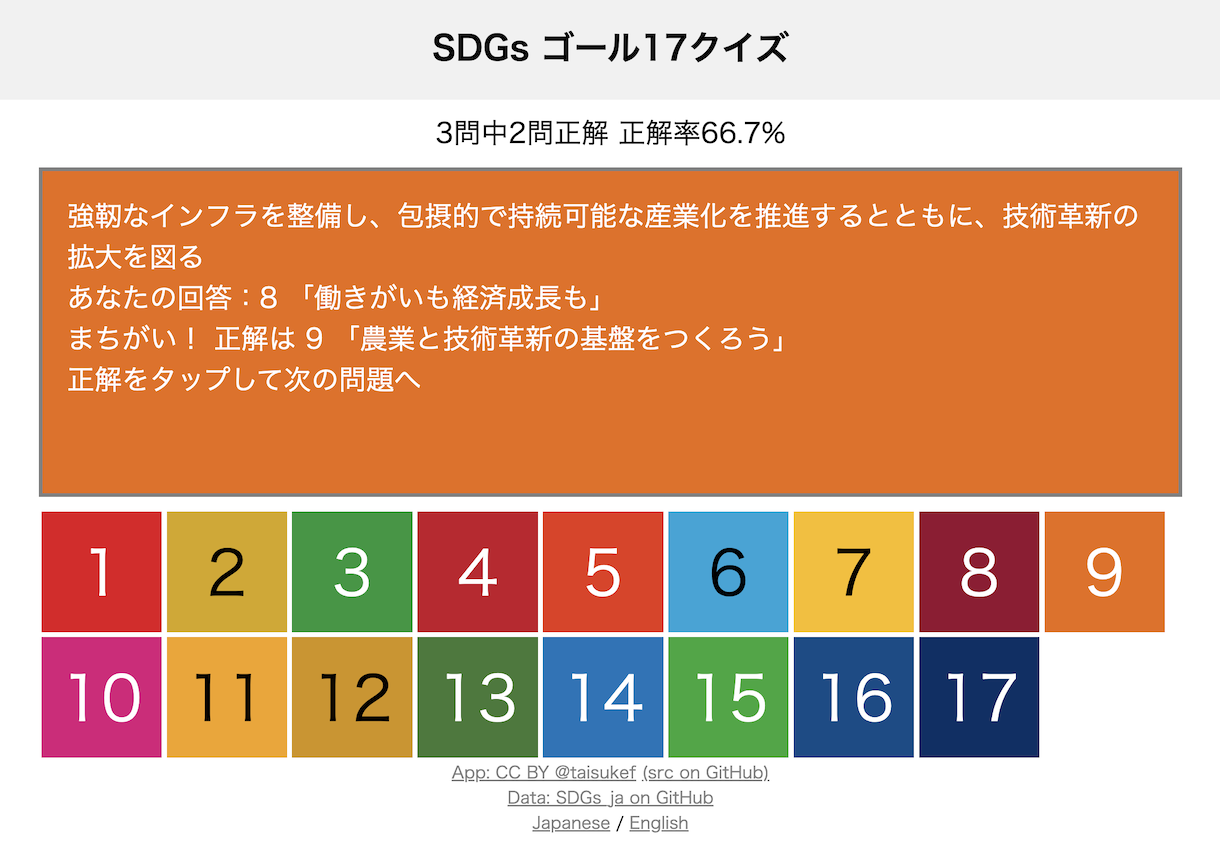 SDGs ゴール17クイズ
3問中2問正解 正解率66.7%
強靭なインフラを整備し、包摂的で持続可能な産業化を推進するとともに、技術革新の
拡大を図る
あなたの回答：8 「働きがいも経済成長も」
まちがい！ 正解は 9 「農業と技術革新の基盤をつくろう」
正解をタップして次の問題へ
1 2 3 4 5 6 7 8 9
10 11 12 13 14 15 16 17
App: CC BY @taisukef (src on GitHub)
Data: SDGs_ja on GitHub
Japanese / English